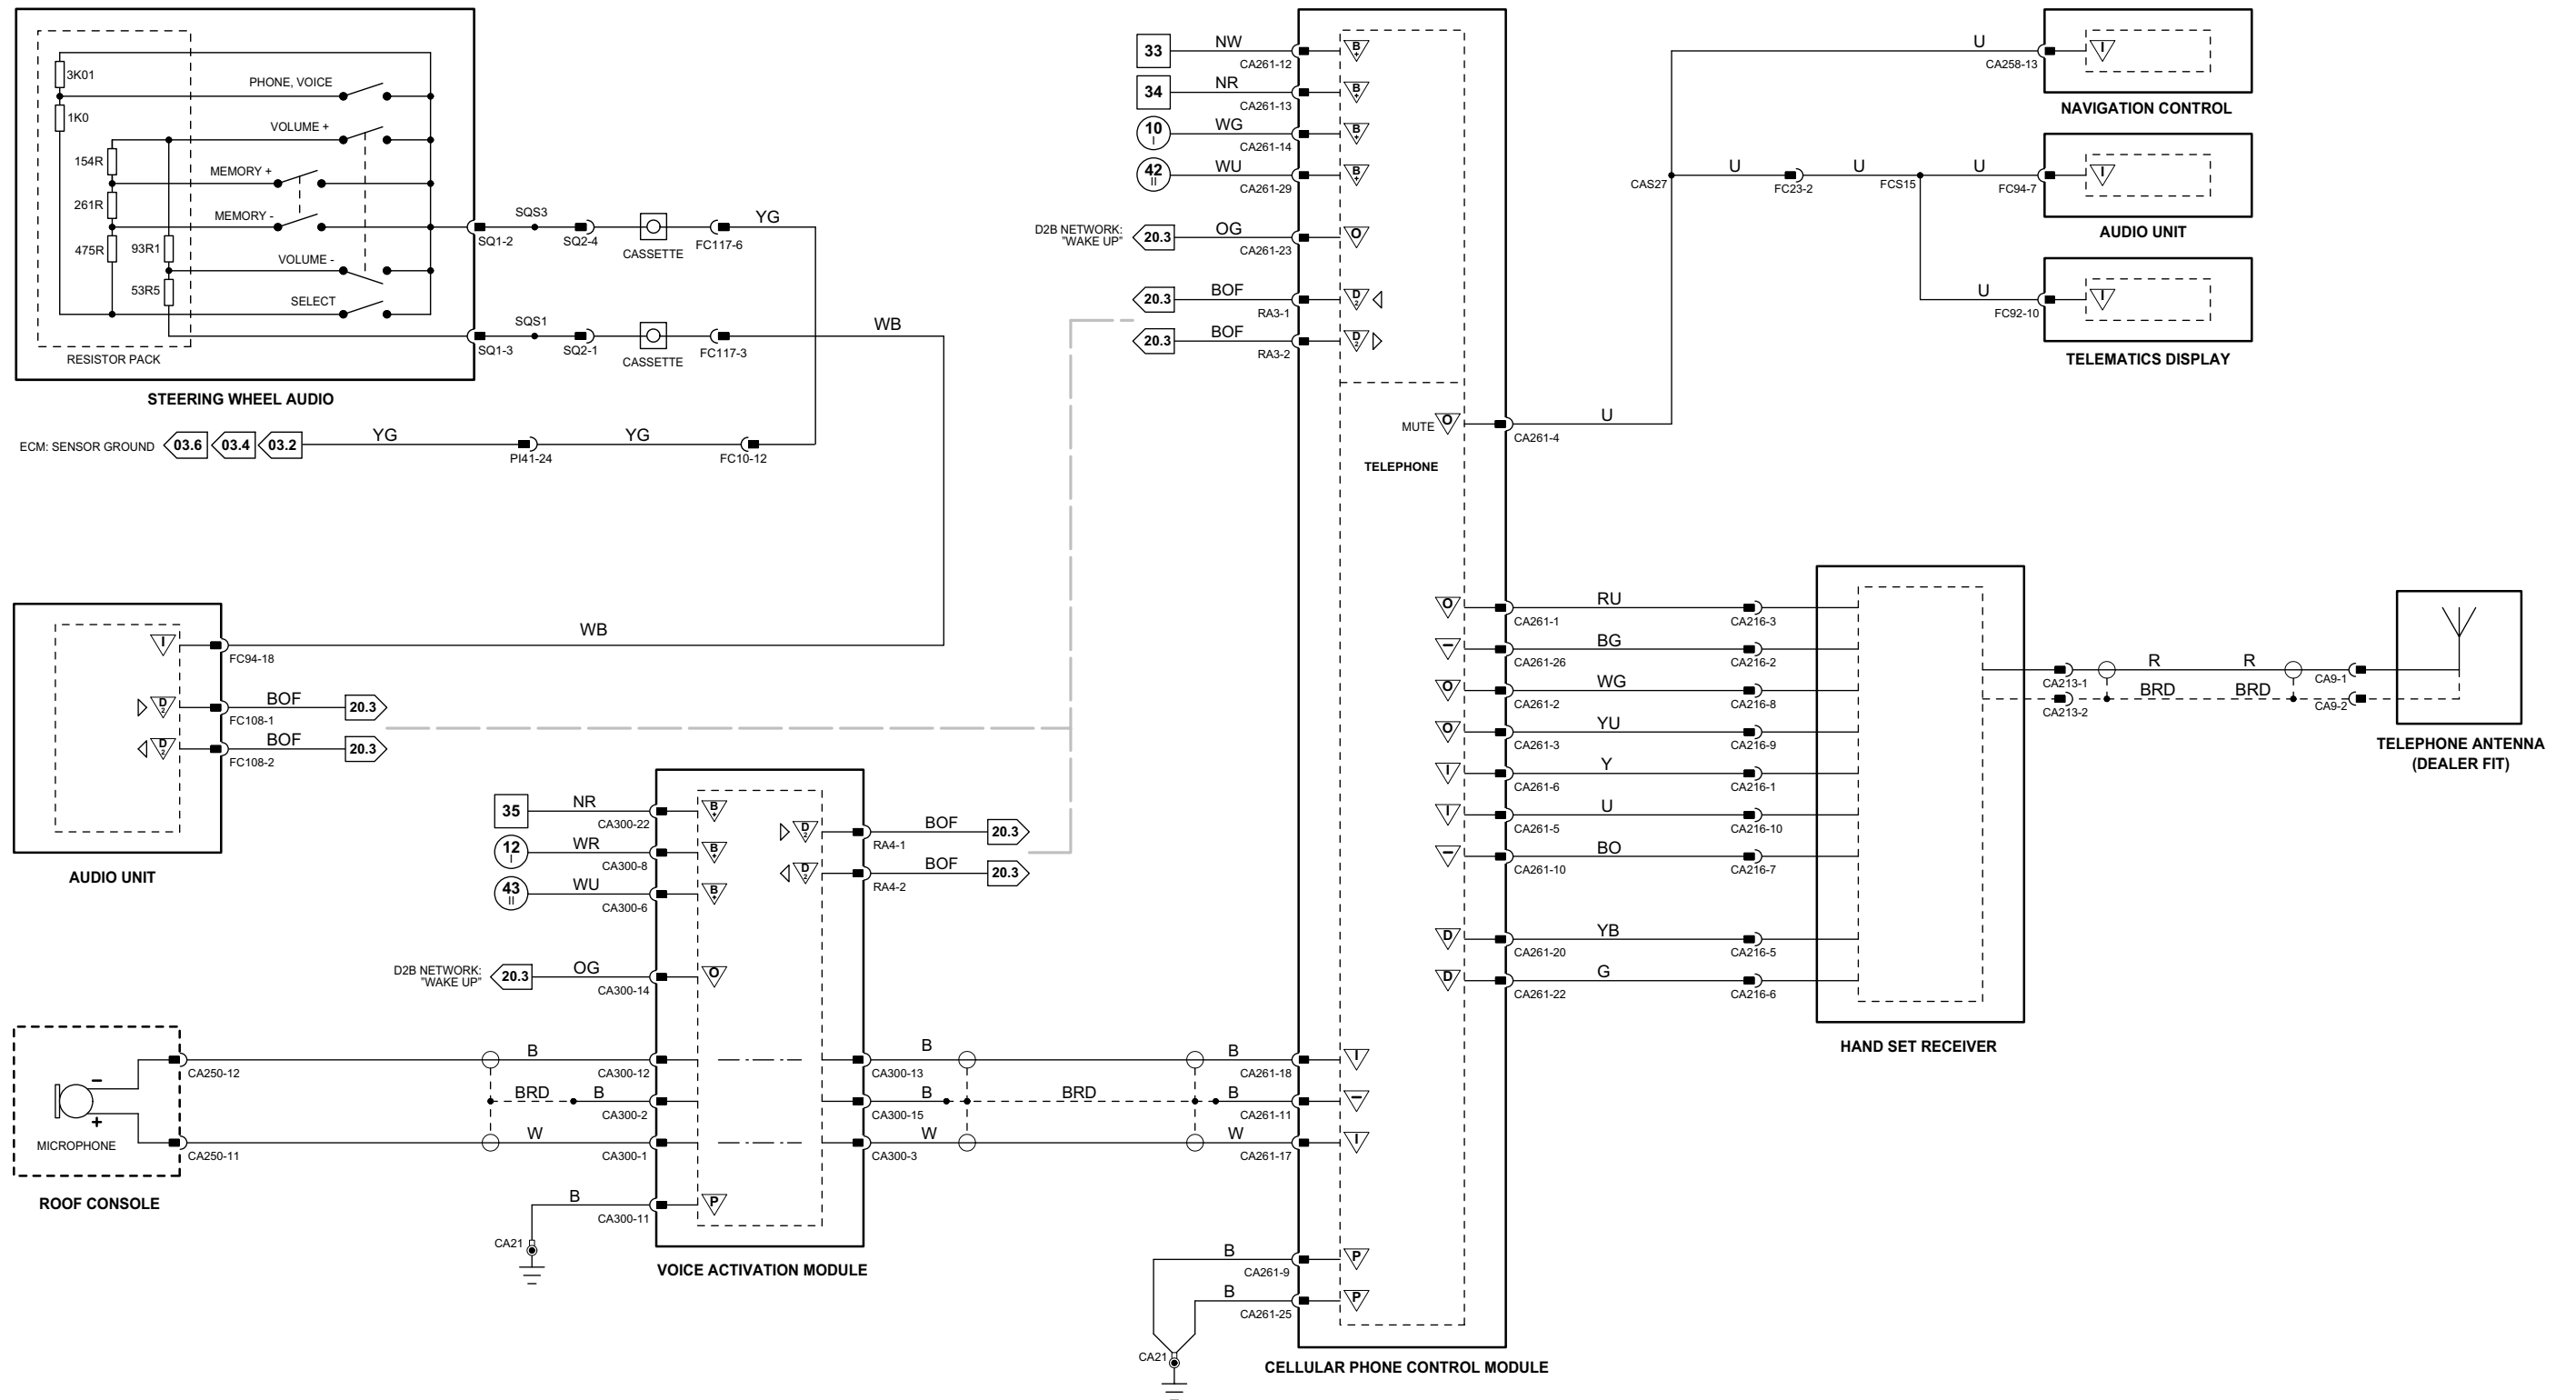 3K01
1K0
154R
261R
475R
93R1
53R5
PHONE, VOICE
VOLUME +
MEMORY +
MEMORY -
VOLUME -
SELECT
RESISTOR PACK
STEERING WHEEL AUDIO
SQ1-2
SQS3
SQ2-4
CASSETTE
FC117-6
YG
SQ1-3
SQS1
SQ2-1
CASSETTE
FC117-3
WB
ECM: SENSOR GROUND
03.6
03.4
03.2
YG
PI41-24
YG
FC10-12
WB
I
FC94-18
D2
BOF
20.3
FC108-1
D2
BOF
20.3
FC108-2
AUDIO UNIT
35
NR
CA300-22
B+
12
I
WR
CA300-8
B+
43
II
WU
CA300-6
B+
D2
BOF
20.3
RA4-1
D2
BOF
20.3
RA4-2
D2B NETWORK:
"WAKE UP"
20.3
OG
CA300-14
O
MICROPHONE
-
+
ROOF CONSOLE
CA250-12
B
CA300-12
BRD
B
CA300-2
CA250-11
W
CA300-1
B
CA300-11
P
CA21
VOICE ACTIVATION MODULE
B
CA300-13
B
CA261-18
I
B
CA300-15
BRD
B
CA261-11
-
W
CA300-3
W
CA261-17
I
33
NW
CA261-12
B+
34
NR
CA261-13
B+
10
I
WG
CA261-14
B+
42
II
WU
CA261-29
B+
D2B NETWORK:
"WAKE UP"
20.3
OG
CA261-23
O
20.3
BOF
RA3-1
D2
20.3
BOF
RA3-2
D2
MUTE
O
CA261-4
U
TELEPHONE
O
CA261-1
RU
CA216-3
-
CA261-26
BG
CA216-2
O
CA261-2
WG
CA216-8
O
CA261-3
YU
CA216-9
I
CA261-6
Y
CA216-1
I
CA261-5
U
CA216-10
-
CA261-10
BO
CA216-7
D
CA261-20
YB
CA216-5
D
CA261-22
G
CA216-6
B
CA261-9
P
B
CA261-25
P
CA21
CELLULAR PHONE CONTROL MODULE
U
CA258-13
I
NAVIGATION CONTROL
CAS27
U
FC23-2
U
FCS15
U
FC94-7
I
AUDIO UNIT
U
FC92-10
I
TELEMATICS DISPLAY
HAND SET RECEIVER
CA213-1
R
R
CA9-1
CA213-2
BRD
BRD
CA9-2
TELEPHONE ANTENNA
(DEALER FIT)